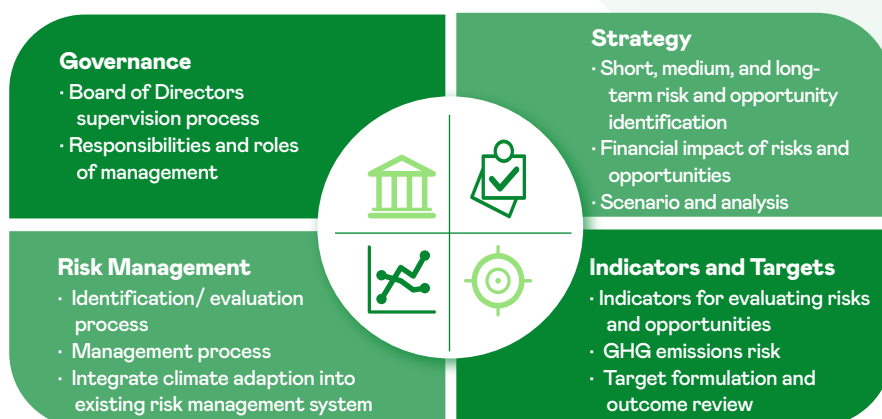 Governance
· Board of Directors
supervision process
· Responsibilities and roles
of management
Strategy
· Short, medium, and long-
term risk and opportunity
identification
· Financial impact of risks and
opportunities
· Scenario and analysis
Risk Management
· Identification/ evaluation
process
· Management process
· Integrate climate adaption into
existing risk management system
Indicators and Targets
· Indicators for evaluating risks
and opportunities
· GHG emissions risk
· Target formulation and
outcome review